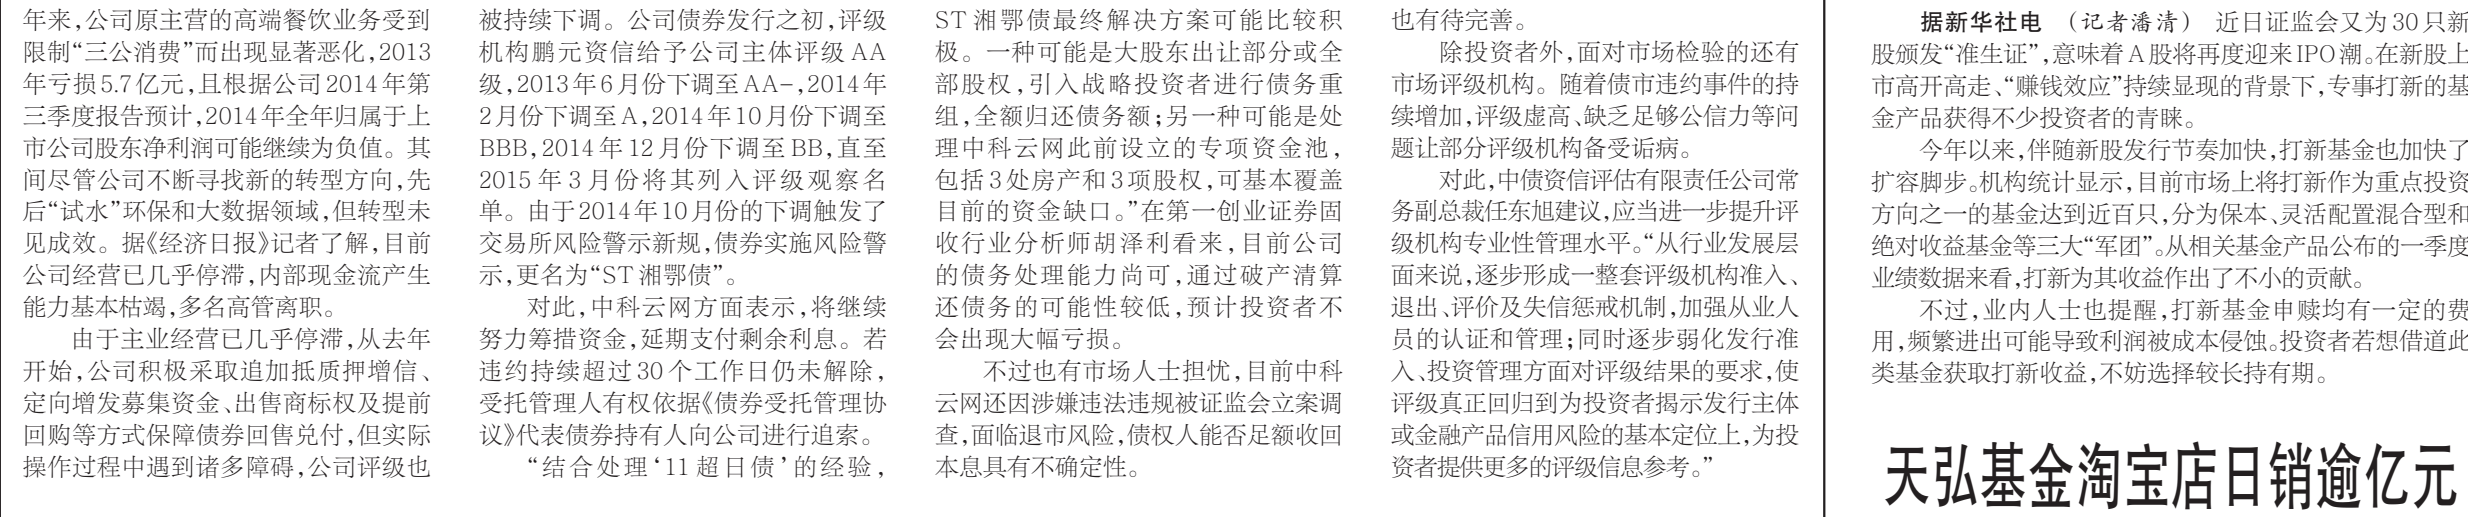 年来,公司原主营的高端餐饮业务受到
限制“三公消费”而出现显著恶化,2013
年亏损5.7亿元,且根据公司2014年第
三季度报告预计,2014年全年归属于上
市公司股东净利润可能继续为负值。其
间尽管公司不断寻找新的转型方向,先
后“试水”环保和大数据领域,但转型未
见成效。据《经济日报》记者了解,目前
公司经营已几乎停滞,内部现金流产生
能力基本枯竭,多名高管离职。
由于主业经营已几乎停滞,从去年
开始,公司积极采取追加抵质押增信、
定向增发募集资金、出售商标权及提前
回购等方式保障债券回售兑付,但实际
操作过程中遇到诸多障碍,公司评级也
被持续下调。公司债券发行之初,评级
机构鹏元资信给予公司主体评级AA
级,2013年6月份下调至AA-,2014年
2月份下调至A,2014年10月份下调至
BBB,2014年12月份下调至BB,直至
2015年3月份将其列入评级观察名
单。由于2014年10月份的下调触发了
交易所风险警示新规,债券实施风险警
示,更名为“ST湘鄂债”。
对此,中科云网方面表示,将继续
努力筹措资金,延期支付剩余利息。若
违约持续超过30个工作日仍未解除,
受托管理人有权依据《债券受托管理协
议》代表债券持有人向公司进行追索。
“结合处理‘11超日债’的经验,
ST湘鄂债最终解决方案可能比较积
极。一种可能是大股东出让部分或全
部股权,引入战略投资者进行债务重
组,全额归还债务额;另一种可能是处
理中科云网此前设立的专项资金池,
包括3处房产和3项股权,可基本覆盖
目前的资金缺口。”在第一创业证券固
收行业分析师胡泽利看来,目前公司
的债务处理能力尚可,通过破产清算
还债务的可能性较低,预计投资者不
会出现大幅亏损。
不过也有市场人士担忧,目前中科
云网还因涉嫌违法违规被证监会立案调
查,面临退市风险,债权人能否足额收回
本息具有不确定性。
也有待完善。
除投资者外,面对市场检验的还有
市场评级机构。随着债市违约事件的持
续增加,评级虚高、缺乏足够公信力等问
题让部分评级机构备受诟病。
对此,中债资信评估有限责任公司常
务副总裁任东旭建议,应当进一步提升评
级机构专业性管理水平。“从行业发展层
面来说,逐步形成一整套评级机构准入、
退出、评价及失信惩戒机制,加强从业人
员的认证和管理;同时逐步弱化发行准
入、投资管理方面对评级结果的要求,使
评级真正回归到为投资者揭示发行主体
或金融产品信用风险的基本定位上,为投
资者提供更多的评级信息参考。”
据新华社电 (记者潘清) 近日证监会又为30只新
股颁发“准生证”,意味着A股将再度迎来IPO潮。在新股上
市高开高走、“赚钱效应”持续显现的背景下,专事打新的基
金产品获得不少投资者的青睐。
今年以来,伴随新股发行节奏加快,打新基金也加快了
扩容脚步。机构统计显示,目前市场上将打新作为重点投资
方向之一的基金达到近百只,分为保本、灵活配置混合型和
绝对收益基金等三大“军团”。从相关基金产品公布的一季度
业绩数据来看,打新为其收益作出了不小的贡献。
不过,业内人士也提醒,打新基金申赎均有一定的费
用,频繁进出可能导致利润被成本侵蚀。投资者若想借道此
类基金获取打新收益,不妨选择较长持有期。
天弘基金淘宝店日销逾亿元